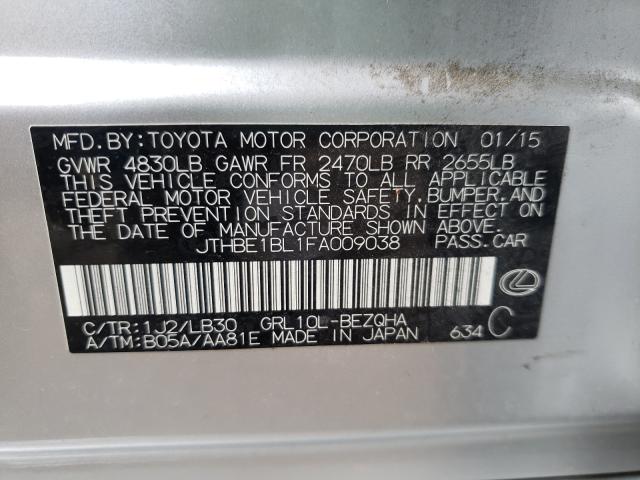 MFD. BY: TOYOTA MOTOR CORPORATION 01/15
GVWR 4830LB GAWR FR 2470LB RR 2655LB
THIS VEHICLE CONFORMS TO ALL APPLICABLE
FEDERAL MOTOR VEHICLE SAFETY, BUMPER, AND
THEFT PREVENTION STANDARDS IN EFFECT ON
THE DATE OF MANUFACTURE SHOWN ABOVE.
JTHBE1BL1FA009038 PASS. CAR
C/TR: 1J2/LB30 GRL10L-BEZQHA
A/TM: B05A/AA81E MADE IN JAPAN 634 C